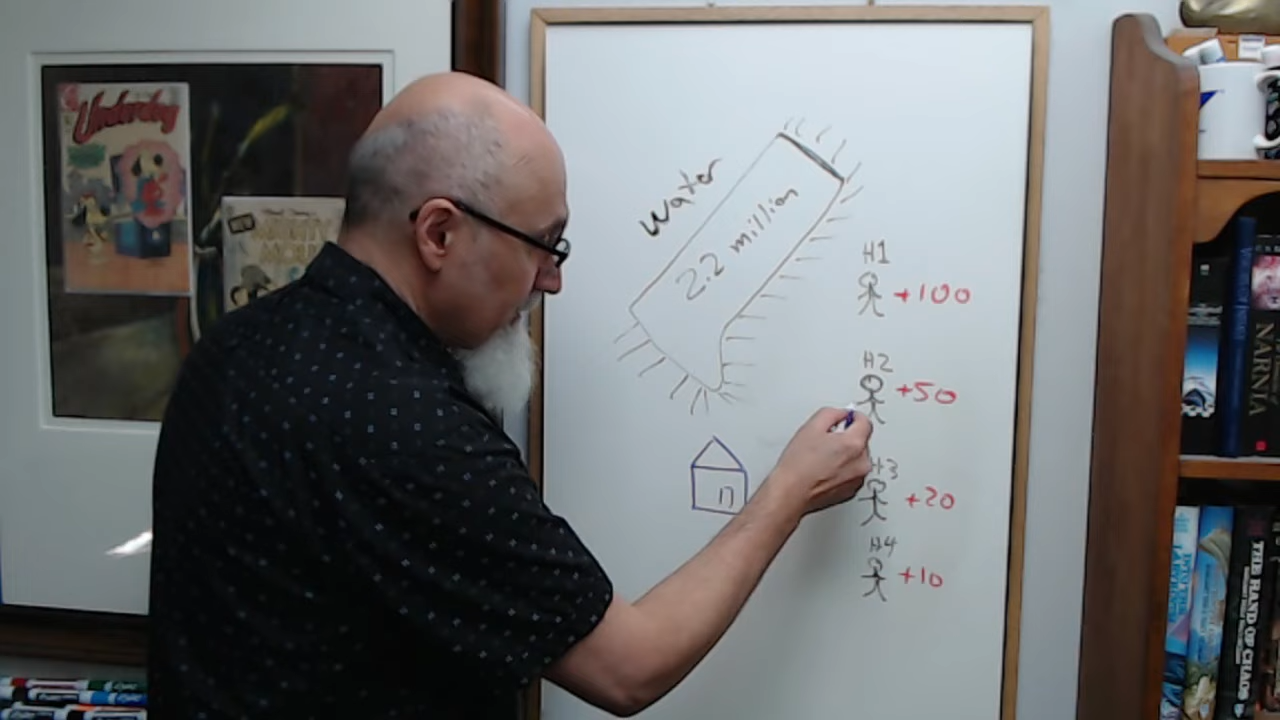 Underdog
Water
2.2 million
H1
+100
H2
+50
H3
+20
H4
+10
NARNIA
THE HAND OF CHAOS